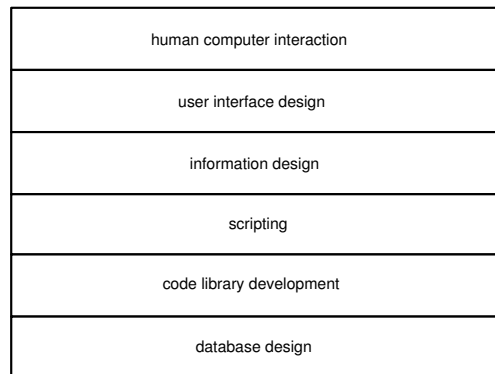 human computer interaction
user interface design
information design
scripting
code library development
database design